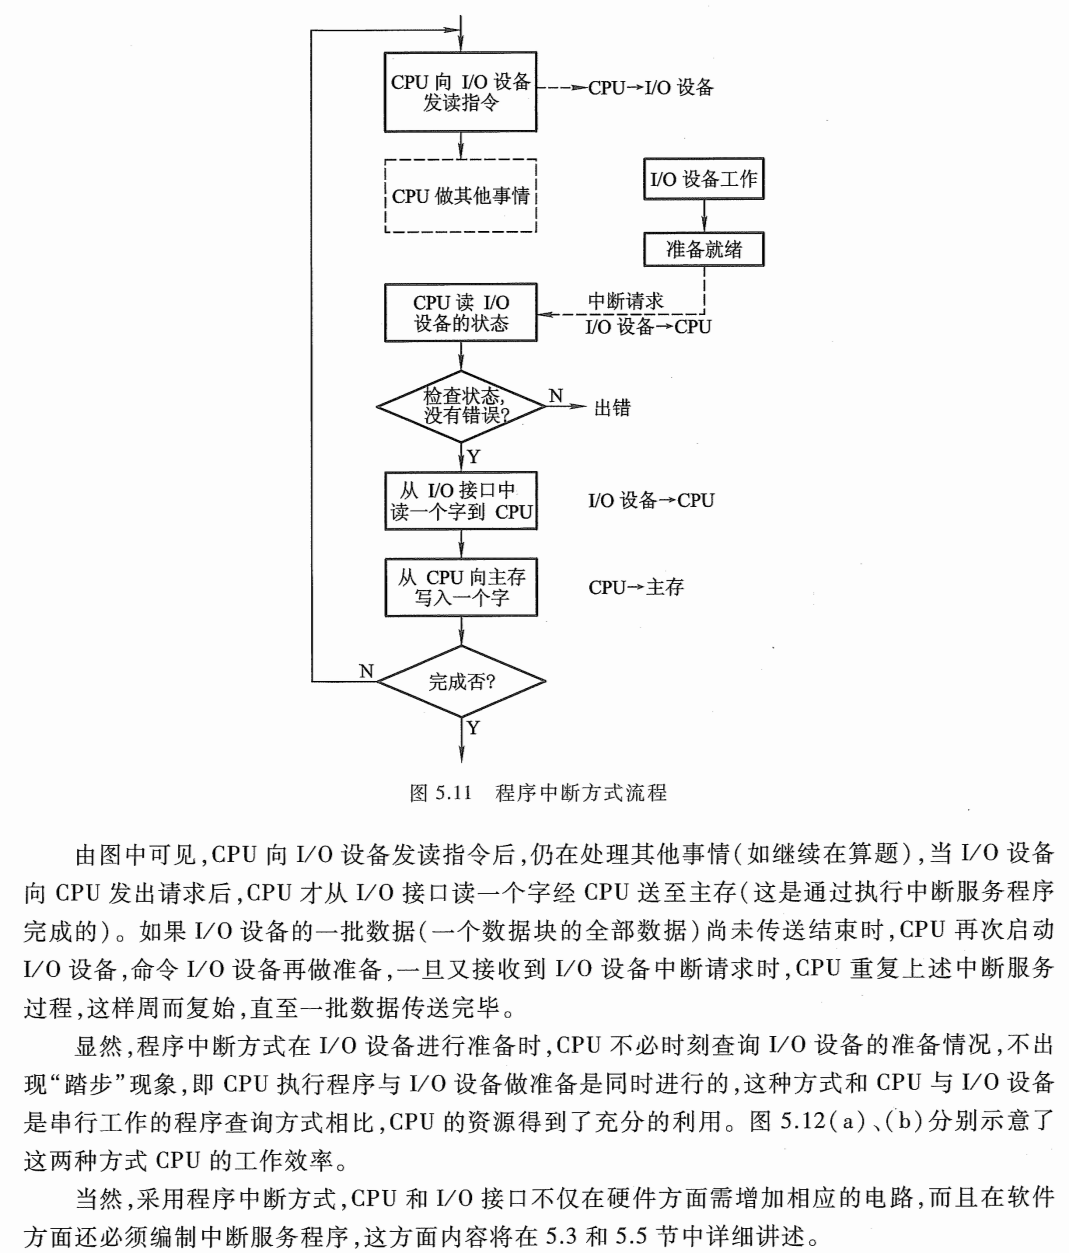 CPU 向 I/O 设备
发读指令
CPU→I/O 设备
CPU 做其他事情
I/O 设备工作
准备就绪
中断请求
I/O 设备→CPU
CPU 读 I/O
设备的状态
检查状态,
没有错误?
N
出错
Y
从 I/O 接口中
读一个字到 CPU
I/O 设备→CPU
从 CPU 向主存
写入一个字
CPU→主存
N
完成否?
Y
图 5.11 程序中断方式流程
由图中可见,CPU 向 I/O 设备发读指令后,仍在处理其他事情(如继续在算题),当 I/O 设备
向 CPU 发出请求后,CPU 才从 I/O 接口读一个字经 CPU 送至主存(这是通过执行中断服务程序
完成的)。如果 I/O 设备的一批数据(一个数据块的全部数据)尚未传送结束时,CPU 再次启动
I/O 设备,命令 I/O 设备再做准备,一旦又接收到 I/O 设备中断请求时,CPU 重复上述中断服务
过程,这样周而复始,直至一批数据传送完毕。
显然,程序中断方式在 I/O 设备进行准备时,CPU 不必时刻查询 I/O 设备的准备情况,不出
现“踏步”现象,即 CPU 执行程序与 I/O 设备做准备是同时进行的,这种方式和 CPU 与 I/O 设备
是串行工作的程序查询方式相比,CPU 的资源得到了充分的利用。图 5.12(a)、(b)分别示意了
这两种方式 CPU 的工作效率。
当然,采用程序中断方式,CPU 和 I/O 接口不仅在硬件方面需增加相应的电路,而且在软件
方面还必须编制中断服务程序,这方面内容将在 5.3 和 5.5 节中详细讲述。